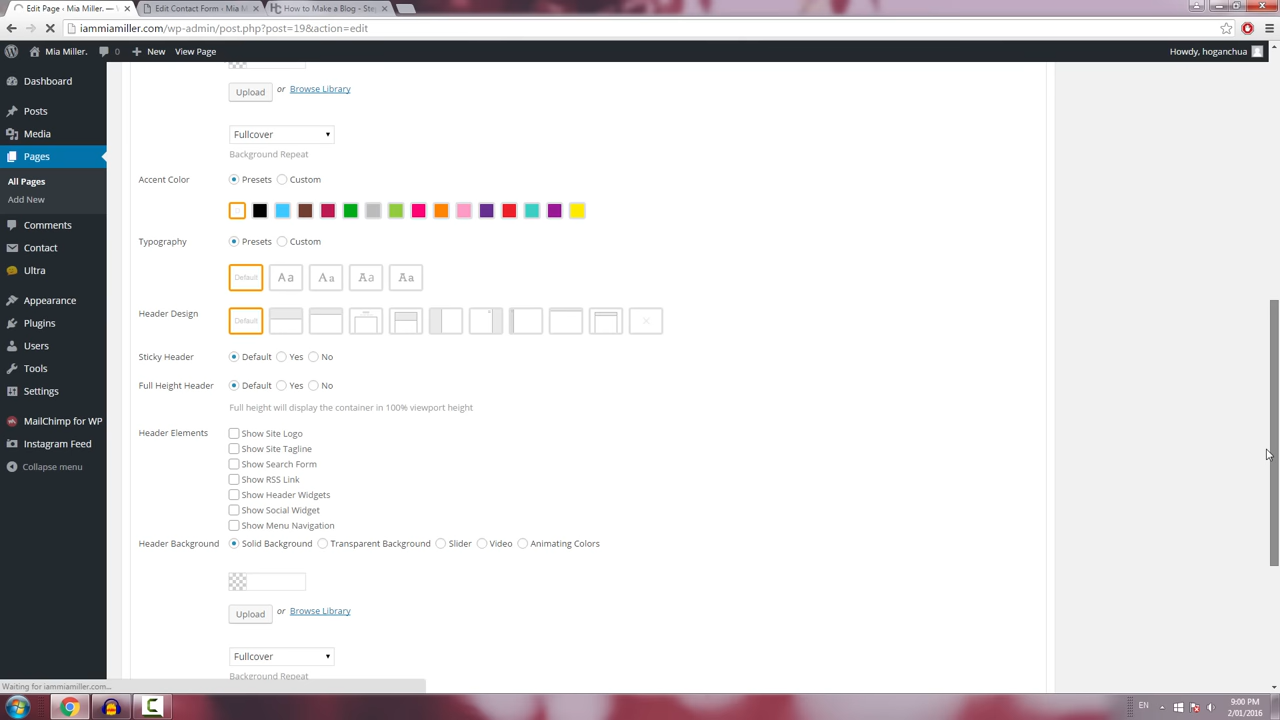 Edit Page ‹ Mia Miller. —
Edit Contact Form ‹ Mia M
How to Make a Blog - Step
iammiamiller.com/wp-admin/post.php?post=19&action=edit
Mia Miller.
0
New
View Page
Howdy, hoganchua
Dashboard
Posts
Media
Pages
All Pages
Add New
Comments
Contact
Ultra
Appearance
Plugins
Users
Tools
Settings
MailChimp for WP
Instagram Feed
Collapse menu
Upload or Browse Library
Fullcover
Background Repeat
Accent Color Presets Custom
Typography Presets Custom
Default Aa Aa Aa Aa
Header Design Default
Sticky Header Default Yes No
Full Height Header Default Yes No
Full height will display the container in 100% viewport height
Header Elements Show Site Logo
Show Site Tagline
Show Search Form
Show RSS Link
Show Header Widgets
Show Social Widget
Show Menu Navigation
Header Background Solid Background Transparent Background Slider Video Animating Colors
Upload or Browse Library
Fullcover
Background Repeat
Waiting for iammiamiller.com...
EN
9:00 PM
2/01/2016